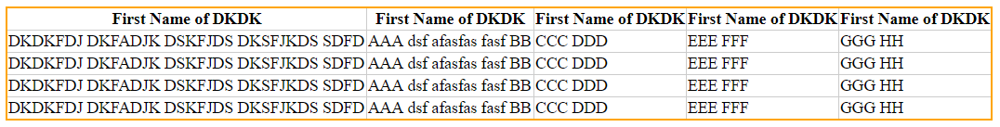 First Name of DKDK First Name of DKDK First Name of DKDK First Name of DKDK First Name of DKDK
DKDKFDJ DKFADJK DSKFJDS DKSFJKDS SDFD AAA dsf afasfas fasf BB CCC DDD EEE FFF GGG HH
DKDKFDJ DKFADJK DSKFJDS DKSFJKDS SDFD AAA dsf afasfas fasf BB CCC DDD EEE FFF GGG HH
DKDKFDJ DKFADJK DSKFJDS DKSFJKDS SDFD AAA dsf afasfas fasf BB CCC DDD EEE FFF GGG HH
DKDKFDJ DKFADJK DSKFJDS DKSFJKDS SDFD AAA dsf afasfas fasf BB CCC DDD EEE FFF GGG HH